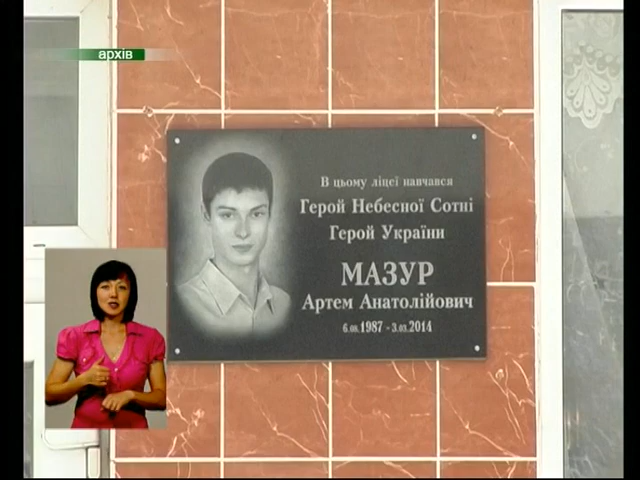 архів
В цьому ліцеї навчався
Герой Небесної Сотні
Герой України
МАЗУР
Артем Анатолійович
6.08.1987 - 3.03.2014